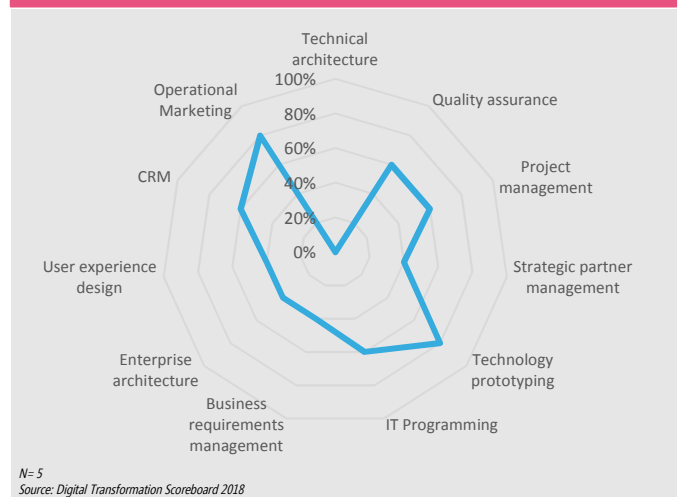 Technical
architecture
100%
Quality assurance
80%
Project
management
60%
40%
20%
0%
Strategic partner
management
Technology
prototyping
IT Programming
Business
requirements
management
Enterprise
architecture
User experience
design
CRM
Operational
Marketing
N= 5
Source: Digital Transformation Scoreboard 2018